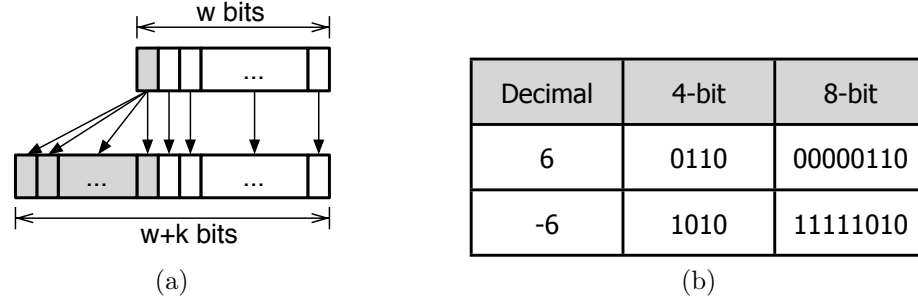 w bits
...
...
...
w+k bits
(a)
Decimal 4-bit 8-bit
6 0110 00000110
-6 1010 11111010
(b)